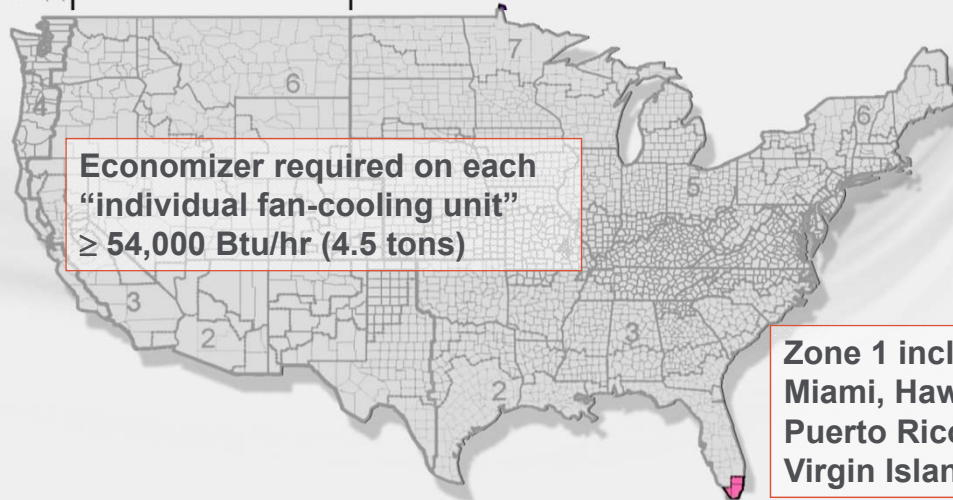 7
6
4
6
Economizer required on each
“individual fan-cooling unit”
≥ 54,000 Btu/hr (4.5 tons)
5
3
2
3
2
Zone 1 incl
Miami, Haw
Puerto Rico
Virgin Islan